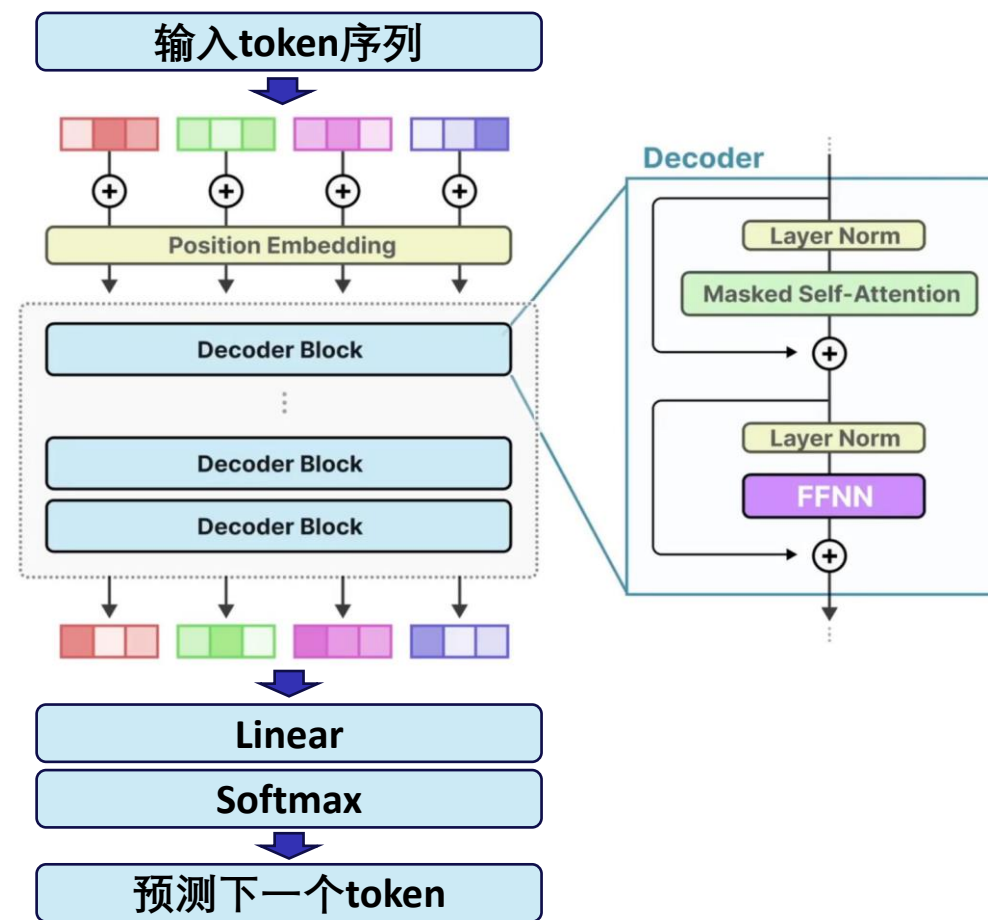 输入token序列
Position Embedding
Decoder Block
Decoder Block
Decoder Block
Decoder
Layer Norm
Masked Self-Attention
Layer Norm
FFNN
Linear
Softmax
预测下一个token